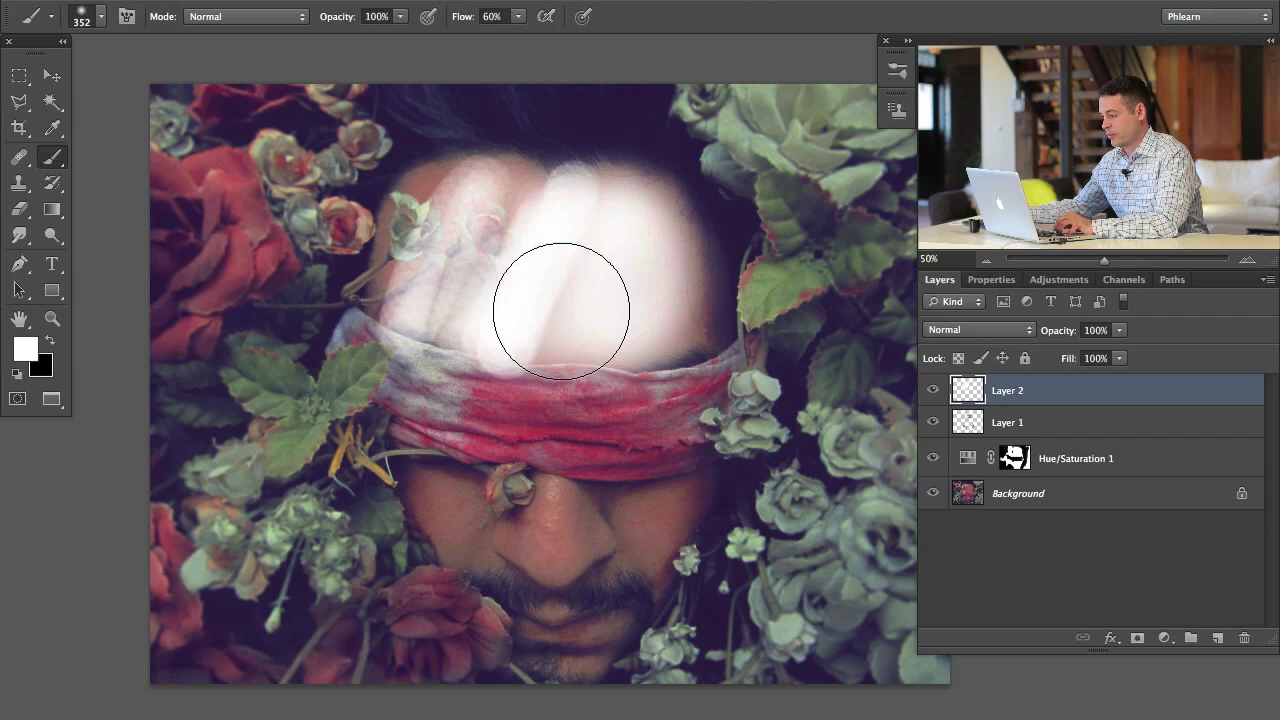 352
Mode: Normal
Opacity: 100%
Flow: 60%
Phlearn
50%
Layers Properties Adjustments Channels Paths
Kind
Normal
Opacity: 100%
Lock:
Fill: 100%
Layer 2
Layer 1
Hue/Saturation 1
Background
fx